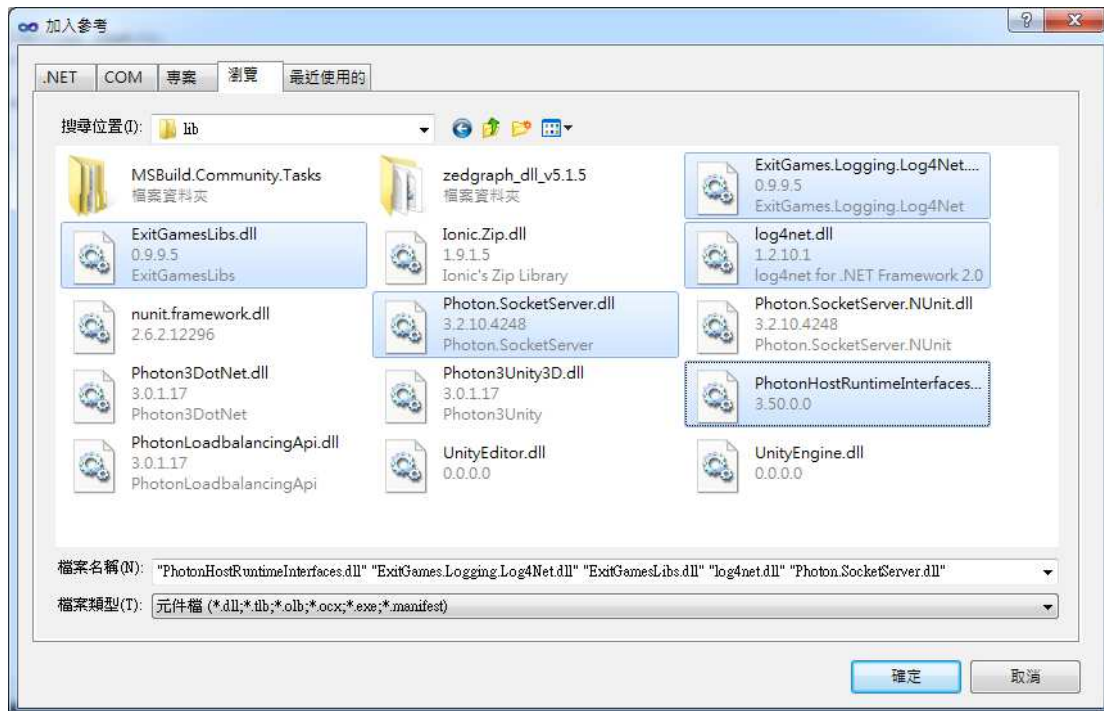 加入參考
.NET COM 專案 瀏覽 最近使用的
搜尋位置(I): lib
MSBuild.Community.Tasks
檔案資料夾
zedgraph_dll_v5.1.5
檔案資料夾
ExitGames.Logging.Log4Net....
0.9.9.5
ExitGames.Logging.Log4Net
ExitGamesLibs.dll
0.9.9.5
ExitGamesLibs
Ionic.Zip.dll
1.9.1.5
Ionic's Zip Library
log4net.dll
1.2.10.1
log4net for .NET Framework 2.0
nunit.framework.dll
2.6.2.12296
Photon.SocketServer.dll
3.2.10.4248
Photon.SocketServer
Photon.SocketServer.NUnit.dll
3.2.10.4248
Photon.SocketServer.NUnit
Photon3DotNet.dll
3.0.1.17
Photon3DotNet
Photon3Unity3D.dll
3.0.1.17
Photon3Unity
PhotonHostRuntimeInterfaces...
3.50.0.0
PhotonLoadbalancingApi.dll
3.0.1.17
PhotonLoadbalancingApi
UnityEditor.dll
0.0.0.0
UnityEngine.dll
0.0.0.0
檔案名稱(N): "PhotonHostRuntimeInterfaces.dll" "ExitGames.Logging.Log4Net.dll" "ExitGamesLibs.dll" "log4net.dll" "Photon.SocketServer.dll"
檔案類型(T): 元件檔 (*.dll;*.tlb;*.olb;*.ocx;*.exe;*.manifest)
確定 取消